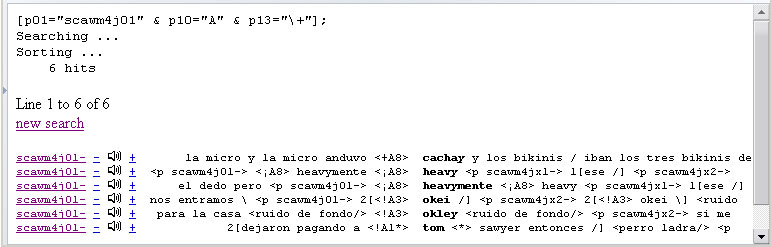 [p01="scawm4j01" & p10="A" & p13="\+"];
Searching ...
Sorting ...
6 hits
Line 1 to 6 of 6
new search
scawm4j01- - + la micro y la micro anduvo <+A8> cachay y los bikinis / iban los tres bikinis de
scawm4j01- - + <p scawm4j01-> <;A8> heavymente <;A8> heavy <p scawm4jx1-> 1[ese /] <p scawm4jx2->
scawm4j01- - + el dedo pero <p scawm4j01-> <;A8> heavymente <;A8> heavy <p scawm4jx1-> 1[ese /]
scawm4j01- - + nos entramos \ <p scawm4j01-> 2[<!A3> okei /] <p scawm4jx2-> 2[<!A3> okei \] <ruido
scawm4j01- - + para la casa <ruido de fondo/> <!A3> okley <ruido de fondo/> <p scawm4jx2-> si me
scawm4j01- - + 2[dejaron pagando a <!A1*> tom <*> sawyer entonces /] <perro ladra/> <p